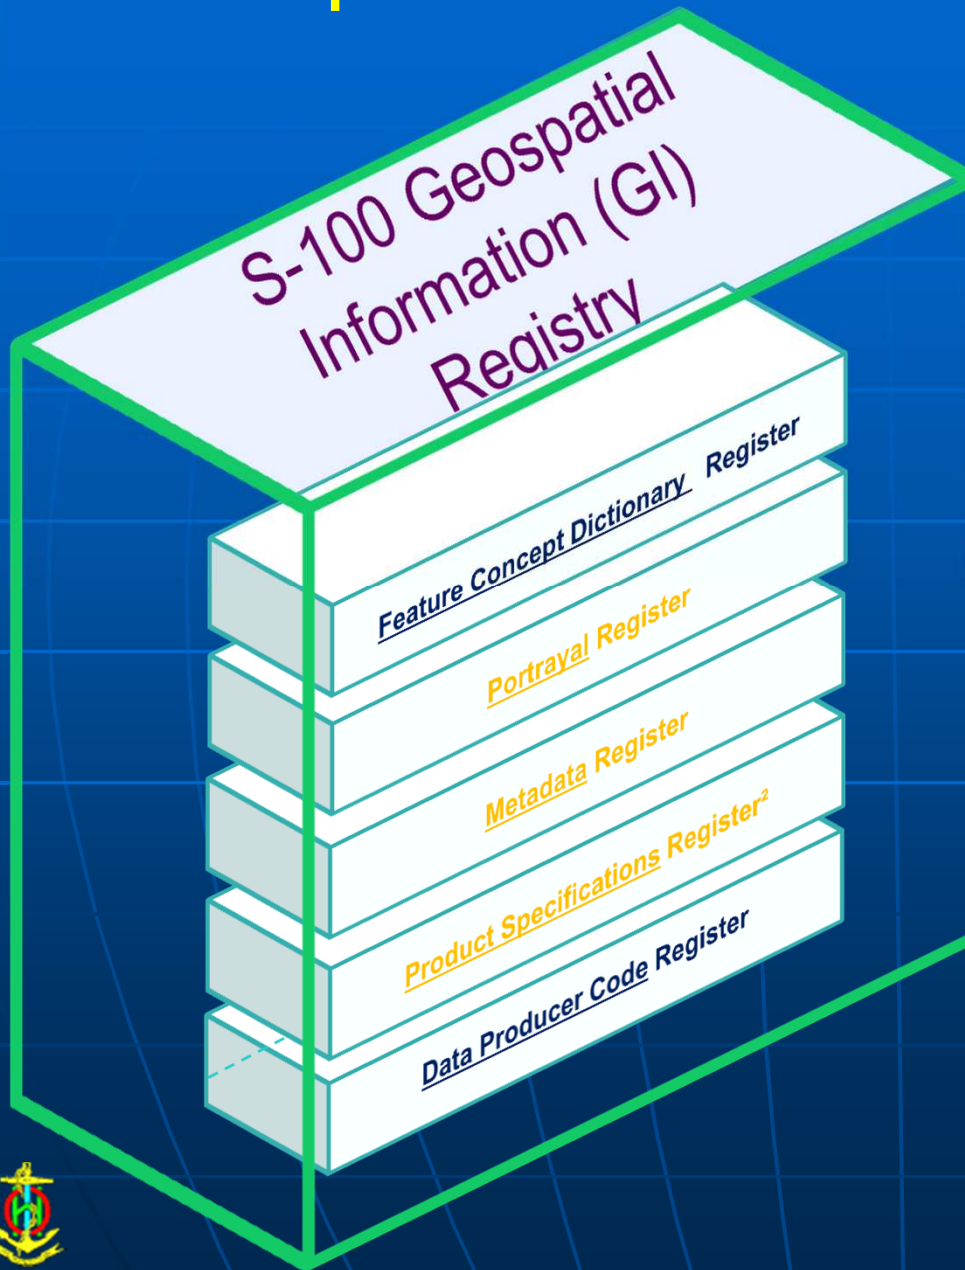 S-100 Geospatial
Information (GI)
Registry
Feature Concept Dictionary Register
Portrayal Register
Metadata Register
Product Specifications Register²
Data Producer Code Register